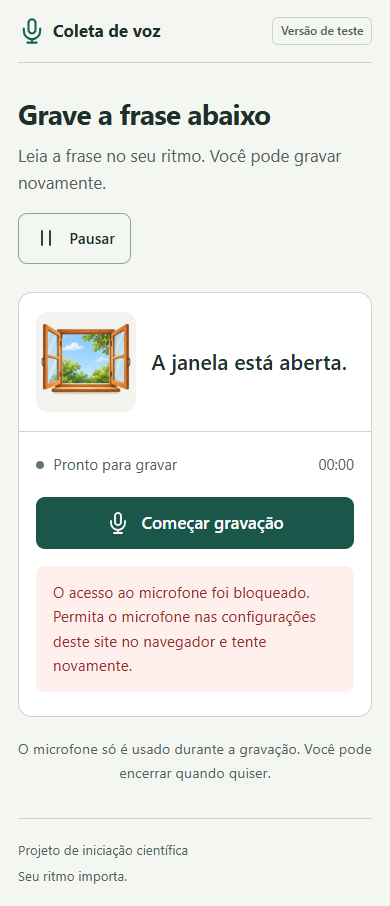 Coleta de voz
Versão de teste
Grave a frase abaixo
Leia a frase no seu ritmo. Você pode gravar
novamente.
Pausar
A janela está aberta.
Pronto para gravar
00:00
Começar gravação
O acesso ao microfone foi bloqueado.
Permita o microfone nas configurações
deste site no navegador e tente
novamente.
O microfone só é usado durante a gravação. Você pode
encerrar quando quiser.
Projeto de iniciação científica
Seu ritmo importa.